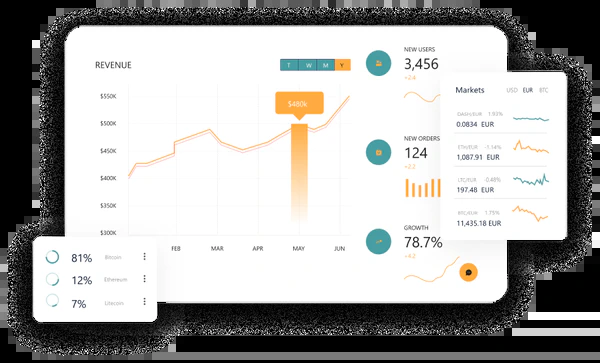 REVENUE
T W M Y
$550K
$500K
$450K
$400K
$350K
$300K
$480k
FEB MAR APR MAY JUN
NEW USERS
3,456
+2.4
NEW ORDERS
124
+2.2
GROWTH
78.7%
+4.2
Markets USD EUR BTC
DASH/EUR 1.93%
0.0834 EUR
ETH/EUR -1.14%
1,087.91 EUR
LTC/EUR -0.46%
197.48 EUR
BTC/EUR 1.75%
11,435.18 EUR
81% Bitcoin
12% Ethereum
7% Litecoin